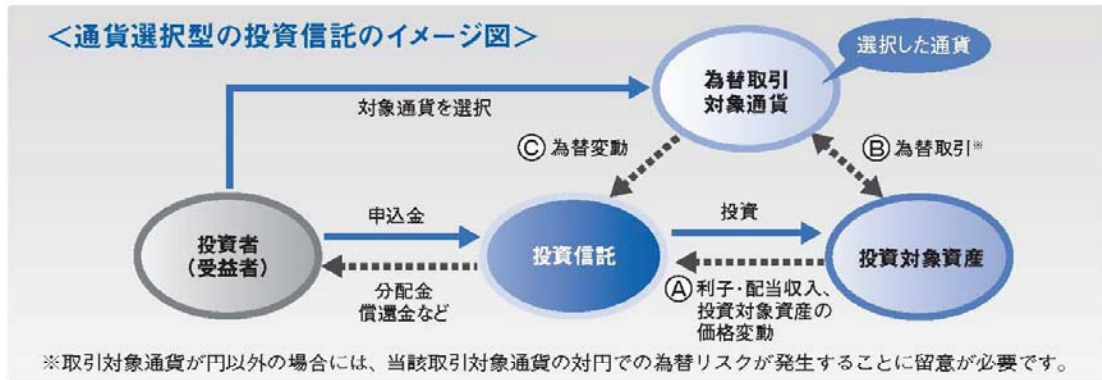 ＜通貨選択型の投資信託のイメージ図＞
選択した通貨
為替取引
対象通貨
対象通貨を選択
Ⓒ 為替変動
Ⓑ 為替取引※
投資者
（受益者）
申込金
投資信託
投資
投資対象資産
分配金
償還金など
Ⓐ 利子・配当収入、
投資対象資産の
価格変動
※取引対象通貨が円以外の場合には、当該取引対象通貨の対円での為替リスクが発生することに留意が必要です。